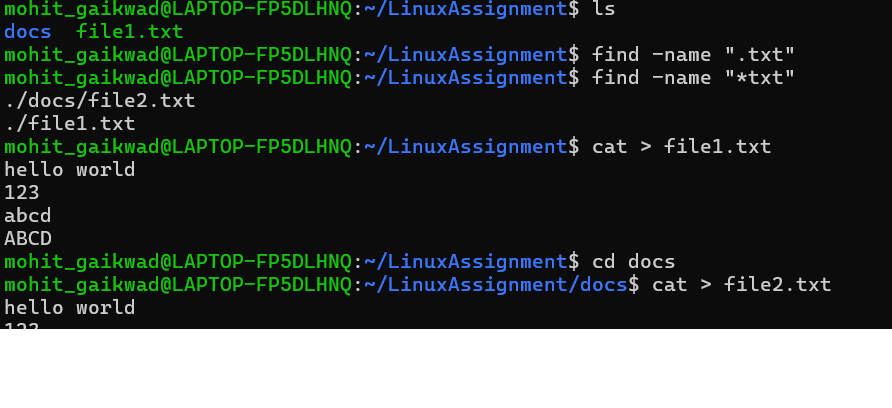 mohit_gaikwad@LAPTOP-FP5DLHNQ:~/LinuxAssignment$ ls
docs  file1.txt
mohit_gaikwad@LAPTOP-FP5DLHNQ:~/LinuxAssignment$ find -name ".txt"
mohit_gaikwad@LAPTOP-FP5DLHNQ:~/LinuxAssignment$ find -name "*txt"
./docs/file2.txt
./file1.txt
mohit_gaikwad@LAPTOP-FP5DLHNQ:~/LinuxAssignment$ cat > file1.txt
hello world
123
abcd
ABCD
mohit_gaikwad@LAPTOP-FP5DLHNQ:~/LinuxAssignment$ cd docs
mohit_gaikwad@LAPTOP-FP5DLHNQ:~/LinuxAssignment/docs$ cat > file2.txt
hello world
123